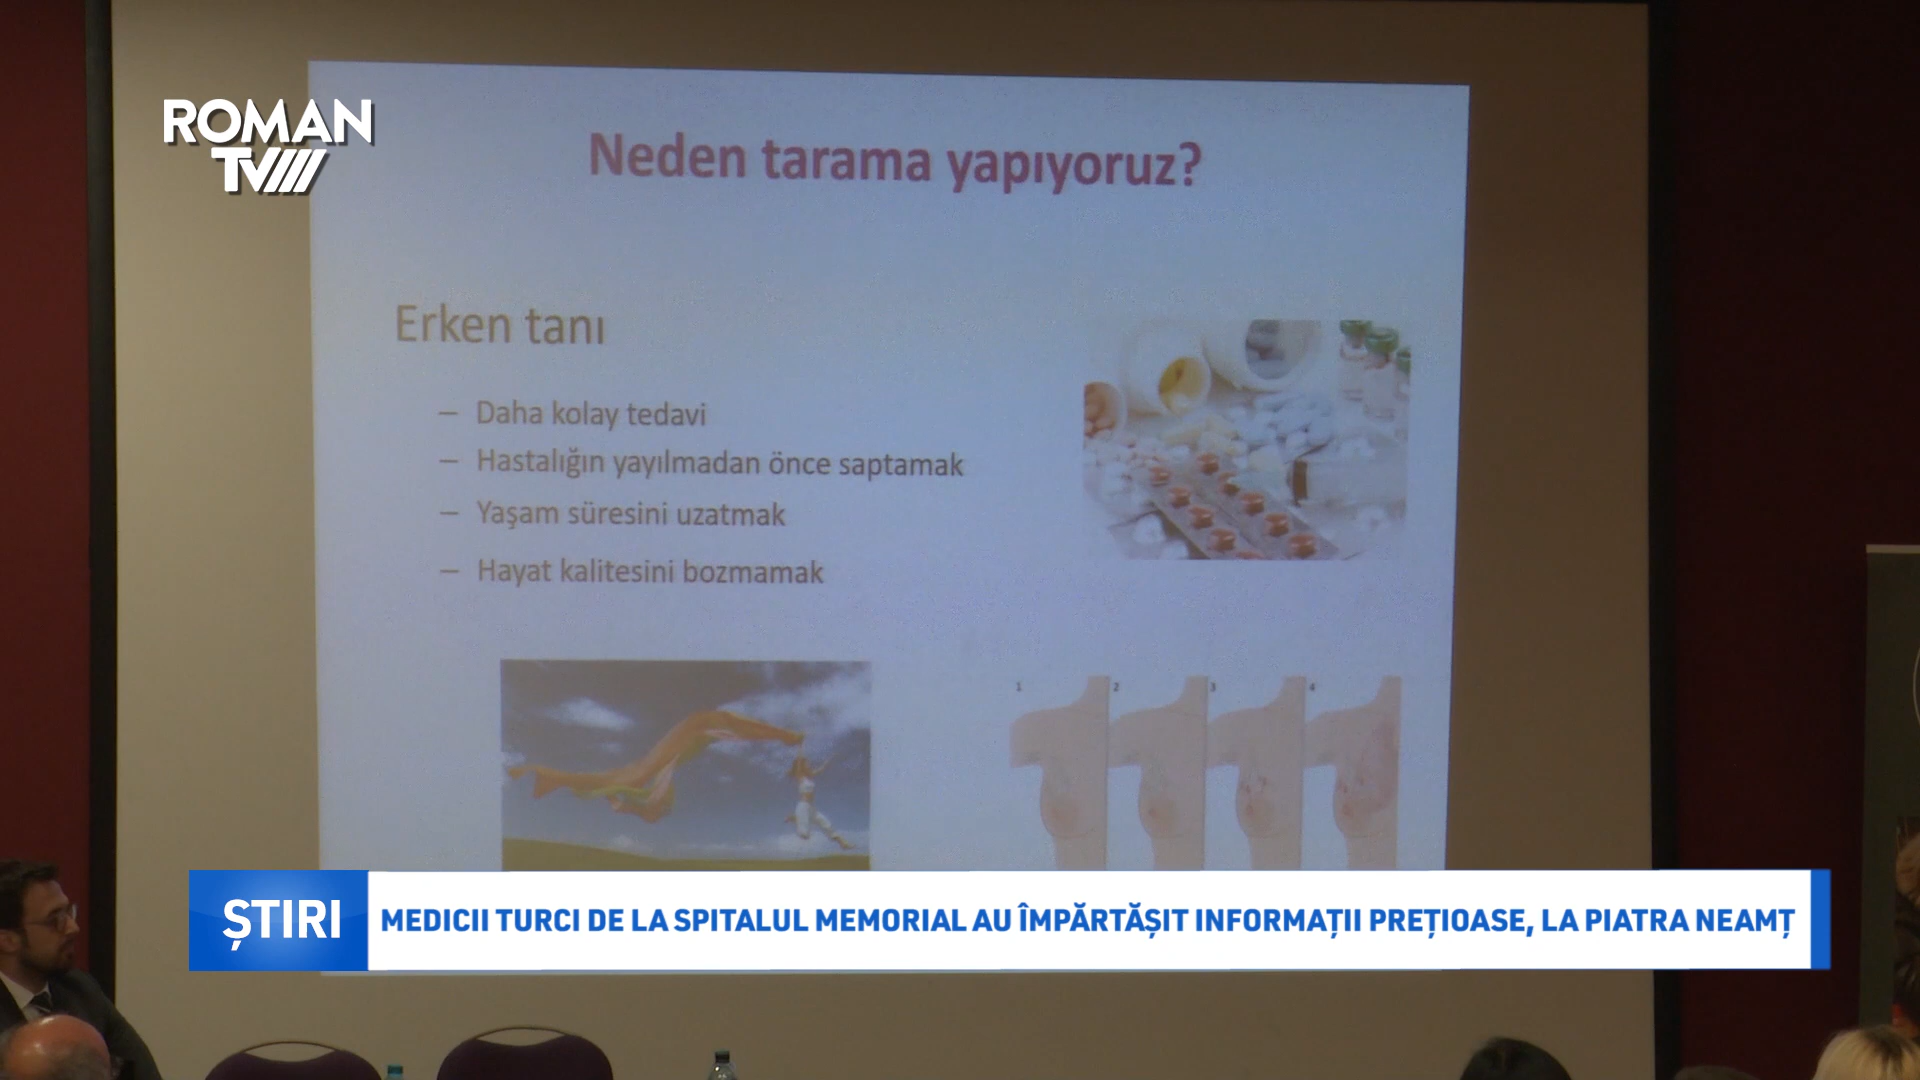 ROMAN
TV
Neden tarama yapıyoruz?
Erken tanı
– Daha kolay tedavi
– Hastalığın yayılmadan önce saptamak
– Yaşam süresini uzatmak
– Hayat kalitesini bozmamak
1 2 3 4
ȘTIRI
MEDICII TURCI DE LA SPITALUL MEMORIAL AU ÎMPĂRTĂȘIT INFORMAȚII PREȚIOASE, LA PIATRA NEAMȚ